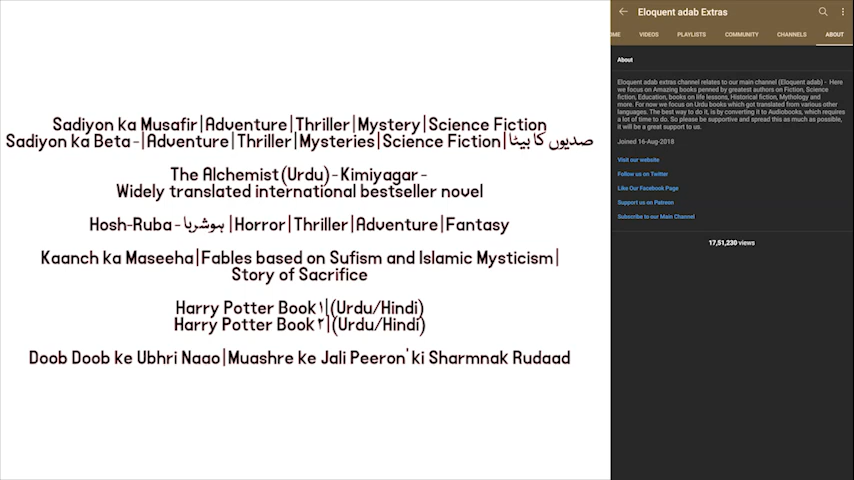 Sadiyon ka Musafir|Adventure|Thriller|Mystery|Science Fiction
Sadiyon ka Beta-|Adventure|Thriller|Mysteries|Science Fiction|صدیوں کا بیٹا
The Alchemist(Urdu)-Kimiyagar-
Widely translated international bestseller novel
Hosh-Ruba-ہوشربا|Horror|Thriller|Adventure|Fantasy
Kaanch ka Maseeha|Fables based on Sufism and Islamic Mysticism|
Story of Sacrifice
Harry Potter Book۱|(Urdu/Hindi)
Harry Potter Book۲|(Urdu/Hindi)
Doob Doob ke Ubhri Naao|Muashre ke Jali Peeron'ki Sharmnak Rudaad
Eloquent adab Extras
OME VIDEOS PLAYLISTS COMMUNITY CHANNELS ABOUT
About
Eloquent adab extras channel relates to our main channel (Eloquent adab) - Here
we focus on Amazing books penned by greatest authors on Fiction, Science
fiction, Education, books on life lessons, Historical fiction, Mythology and
more. For now we focus on Urdu books which got translated from various other
languages. The best way to do it, is by converting it to Audiobooks, which requires
a lot of time to do. So please be supportive and spread this as much as possible,
it will be a great support to us.
Joined 16-Aug-2018
Visit our website
Follow us on Twitter
Like Our Facebook Page
Support us on Patreon
Subscribe to our Main Channel
17,51,230 views